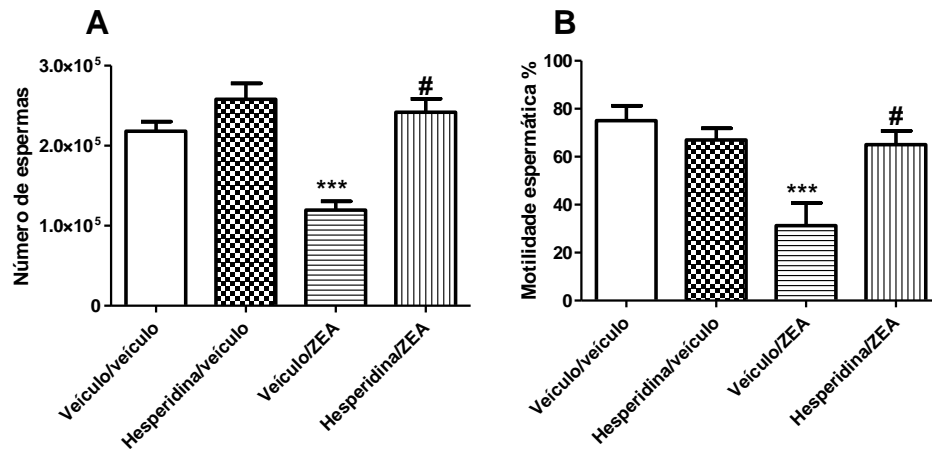 A
Número de espermas
3.0×10⁵
2.0×10⁵
1.0×10⁵
0
***
#
Veículo/veículo
Hesperidina/veículo
Veículo/ZEA
Hesperidina/ZEA
B
Motilidade espermática %
100
80
60
40
20
0
***
#
Veículo/veículo
Hesperidina/veículo
Veículo/ZEA
Hesperidina/ZEA